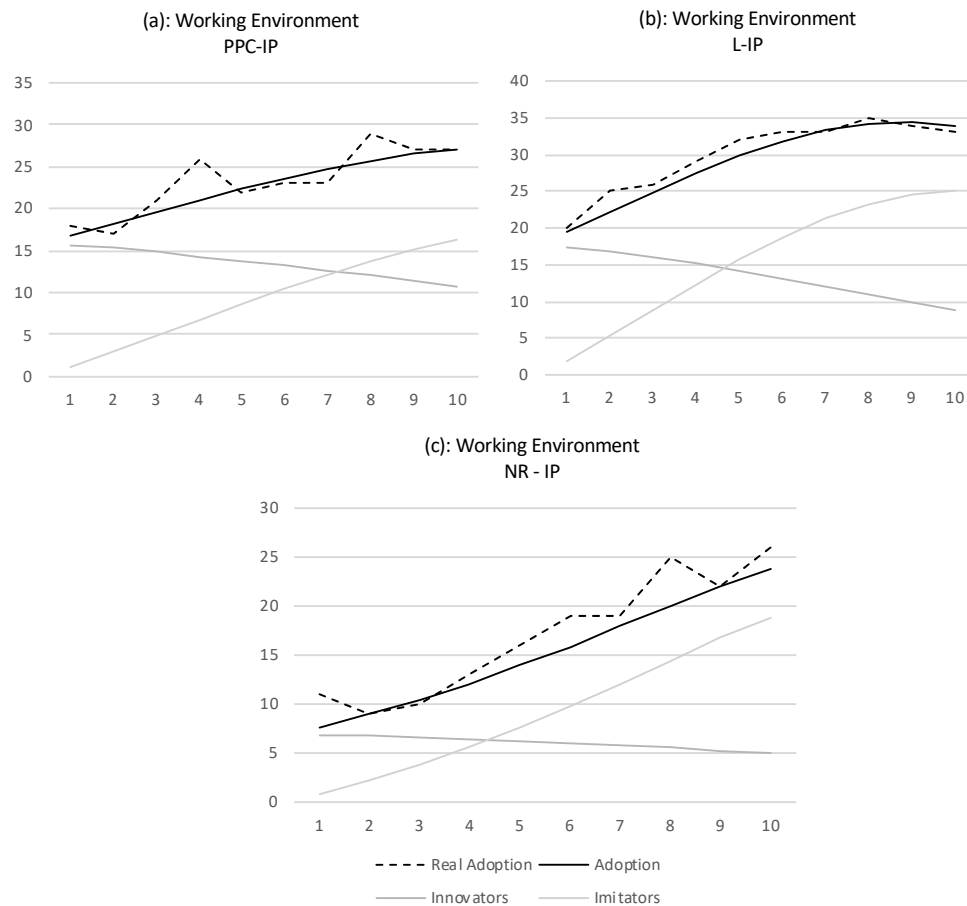 (a): Working Environment
PPC-IP
35
30
25
20
15
10
5
0
1 2 3 4 5 6 7 8 9 10
(b): Working Environment
L-IP
40
35
30
25
20
15
10
5
0
1 2 3 4 5 6 7 8 9 10
(c): Working Environment
NR - IP
30
25
20
15
10
5
0
1 2 3 4 5 6 7 8 9 10
Real Adoption Adoption
Innovators Imitators